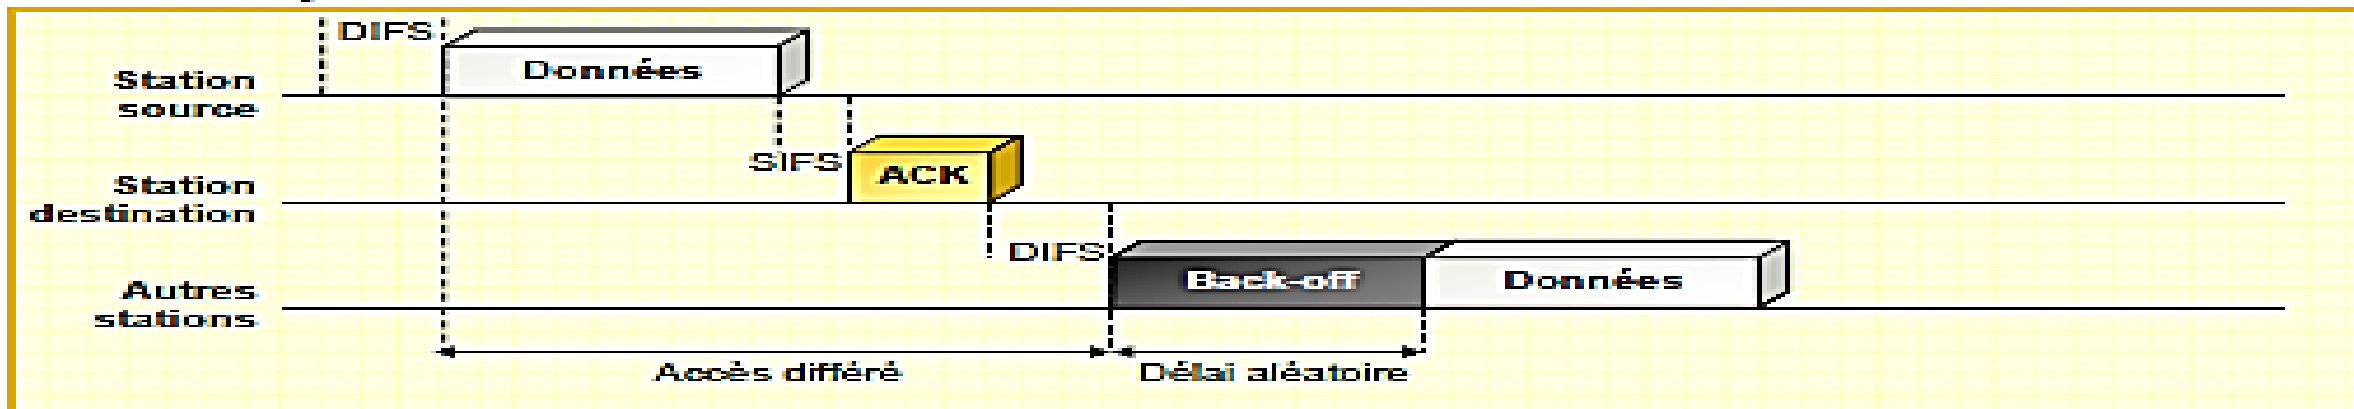 DIFS
Données
Station
source
SIFS
ACK
Station
destination
DIFS
Back-off
Données
Autres
stations
Accès différé
Délai aléatoire